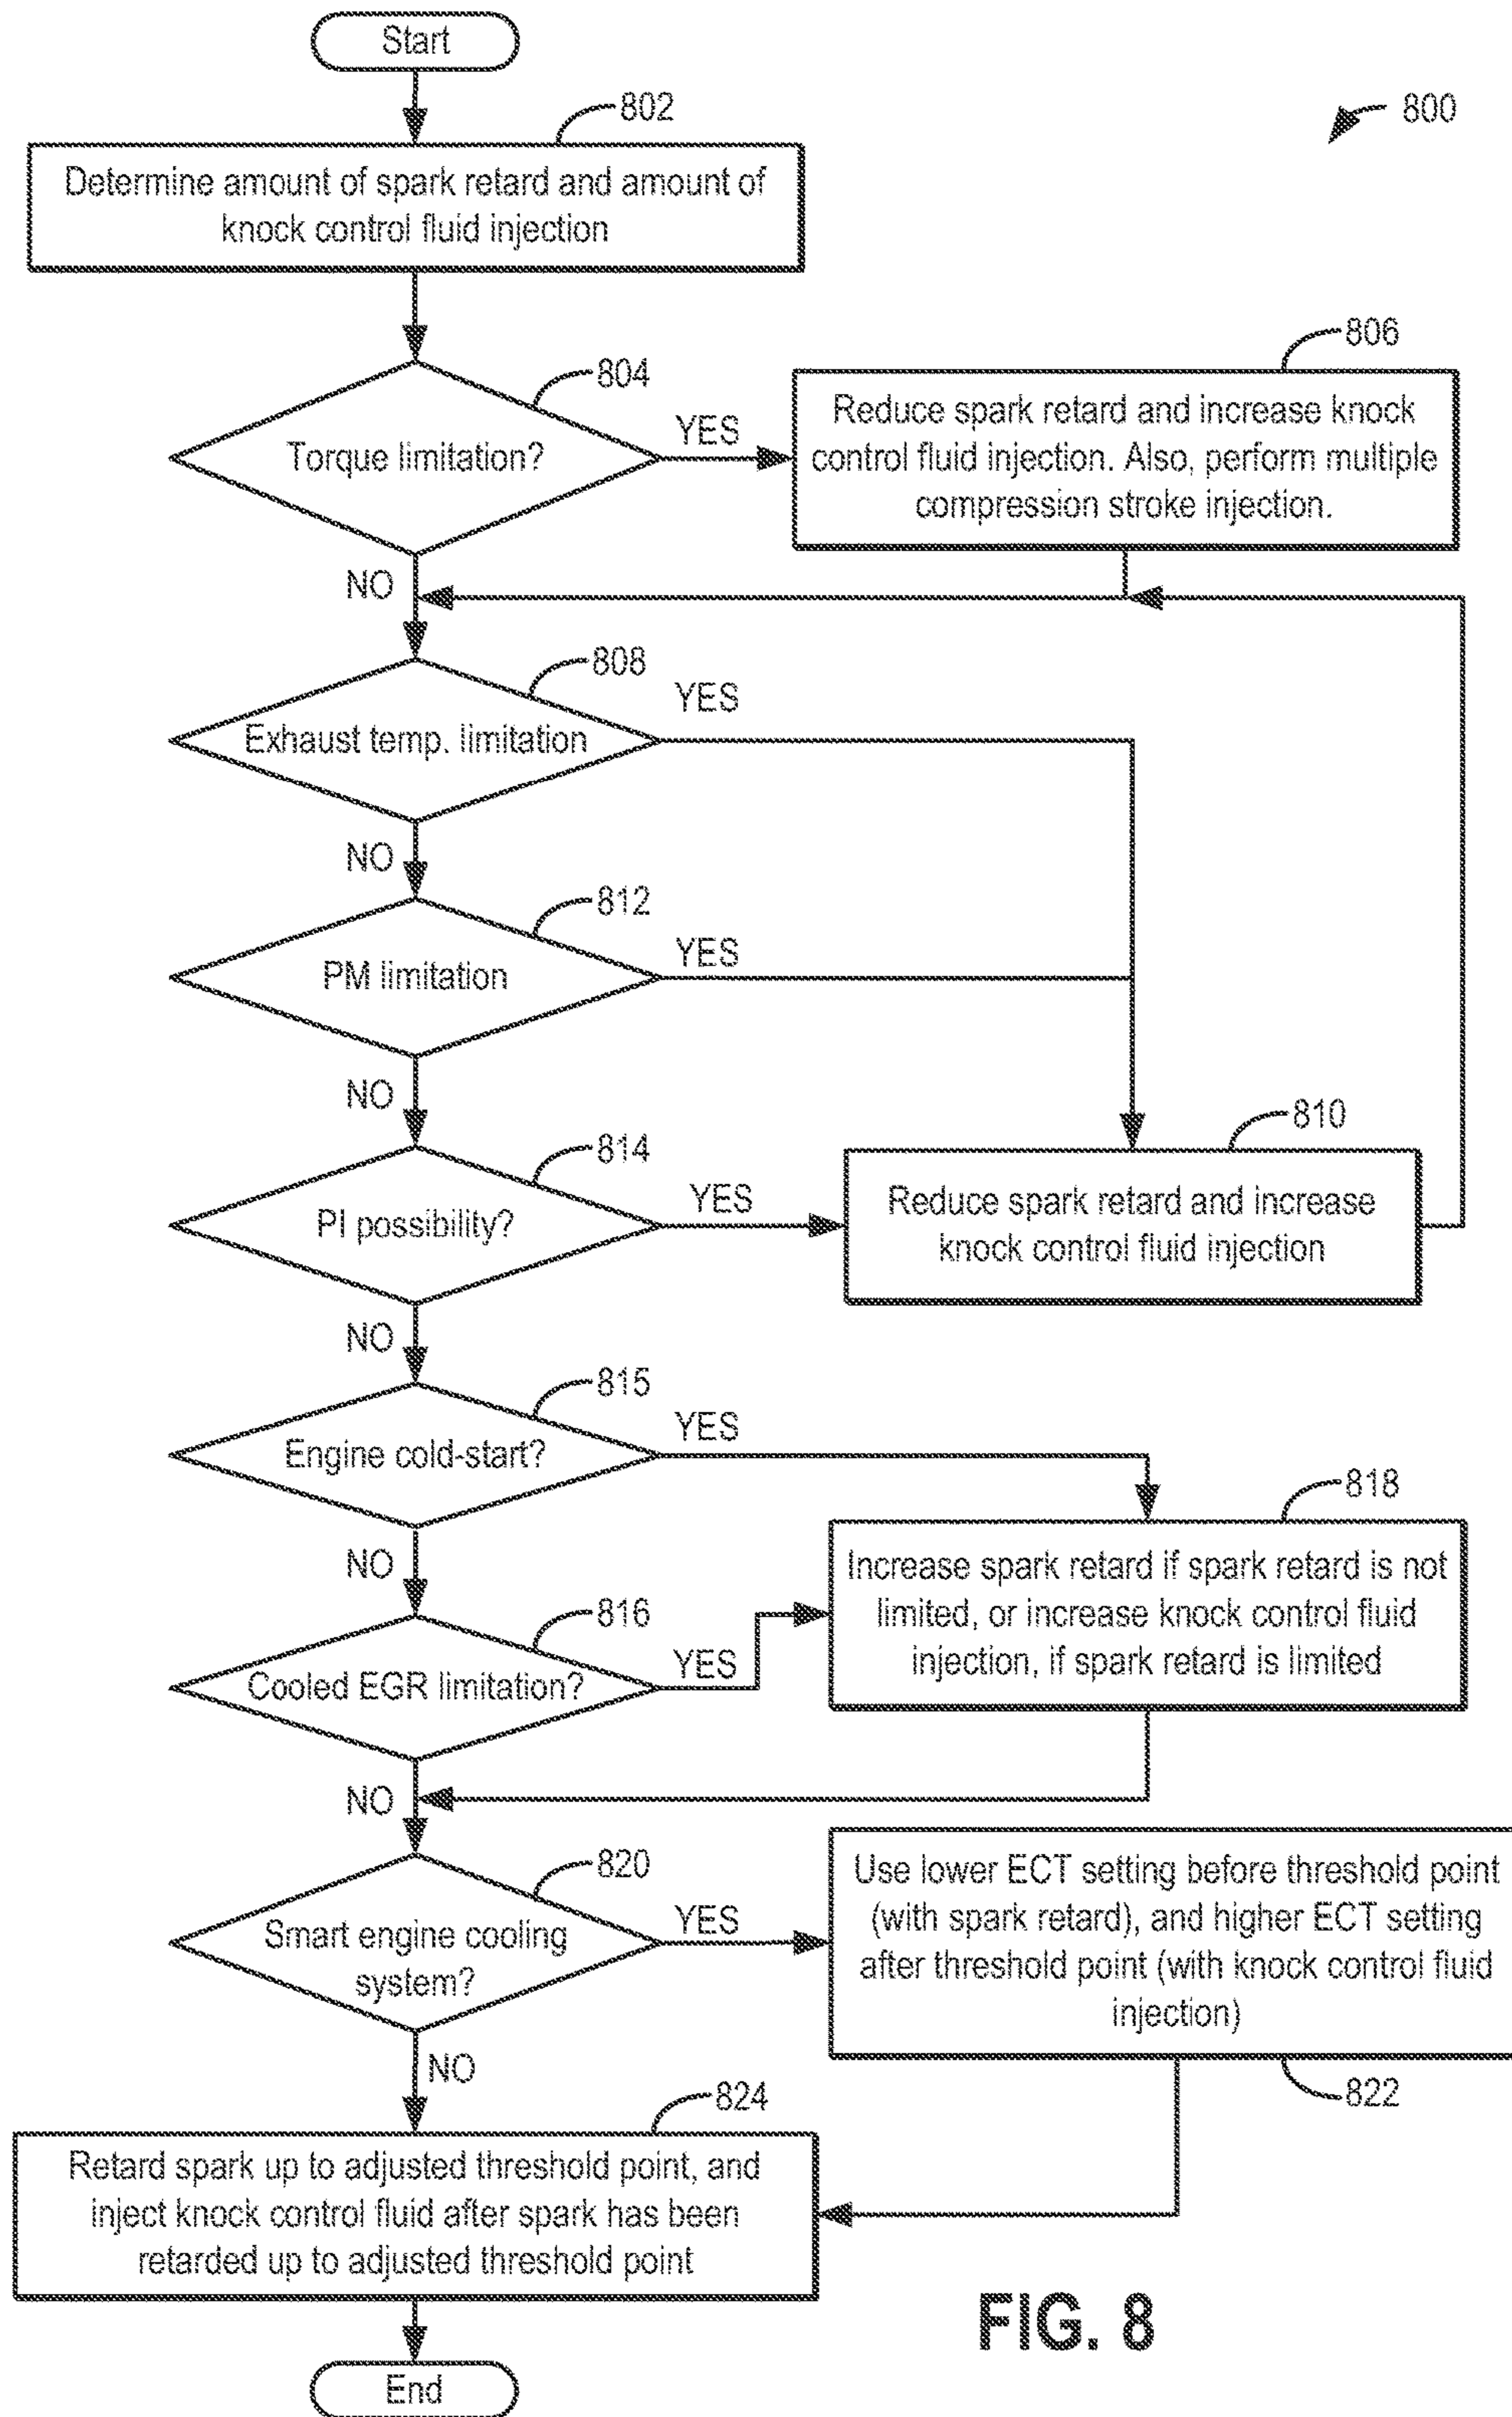 Start
802
800
Determine amount of spark retard and amount of
knock control fluid injection
804
Torque limitation?
YES
806
Reduce spark retard and increase knock
control fluid injection. Also, perform multiple
compression stroke injection.
NO
808
Exhaust temp. limitation
YES
NO
812
PM limitation
YES
NO
814
PI possibility?
YES
810
Reduce spark retard and increase
knock control fluid injection
NO
815
Engine cold-start?
YES
818
Increase spark retard if spark retard is not
limited, or increase knock control fluid
injection, if spark retard is limited
NO
816
Cooled EGR limitation?
YES
NO
820
Smart engine cooling
system?
YES
Use lower ECT setting before threshold point
(with spark retard), and higher ECT setting
after threshold point (with knock control fluid
injection)
822
NO
824
Retard spark up to adjusted threshold point, and
inject knock control fluid after spark has been
retarded up to adjusted threshold point
FIG. 8
End